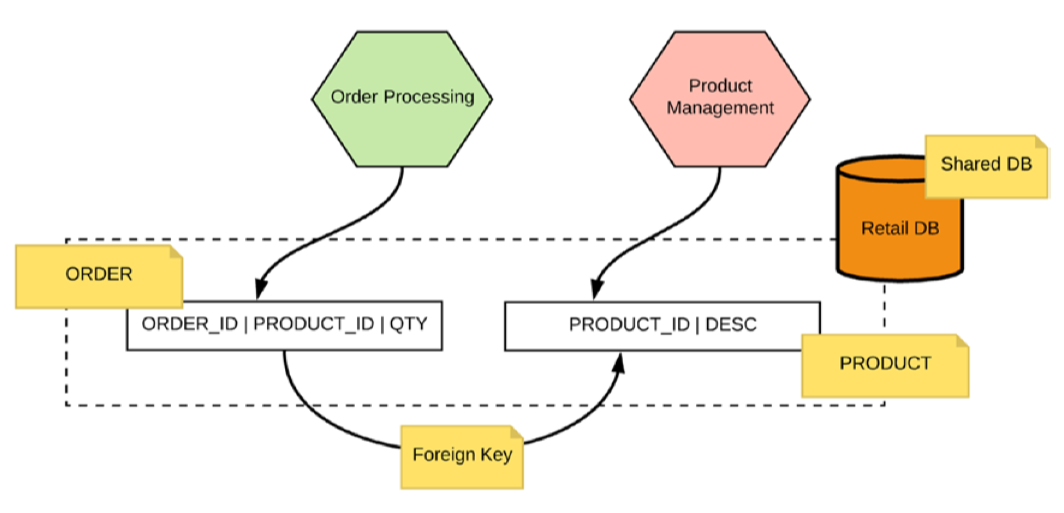 Order Processing
Product
Management
Shared DB
Retail DB
ORDER
ORDER_ID | PRODUCT_ID | QTY
PRODUCT_ID | DESC
PRODUCT
Foreign Key